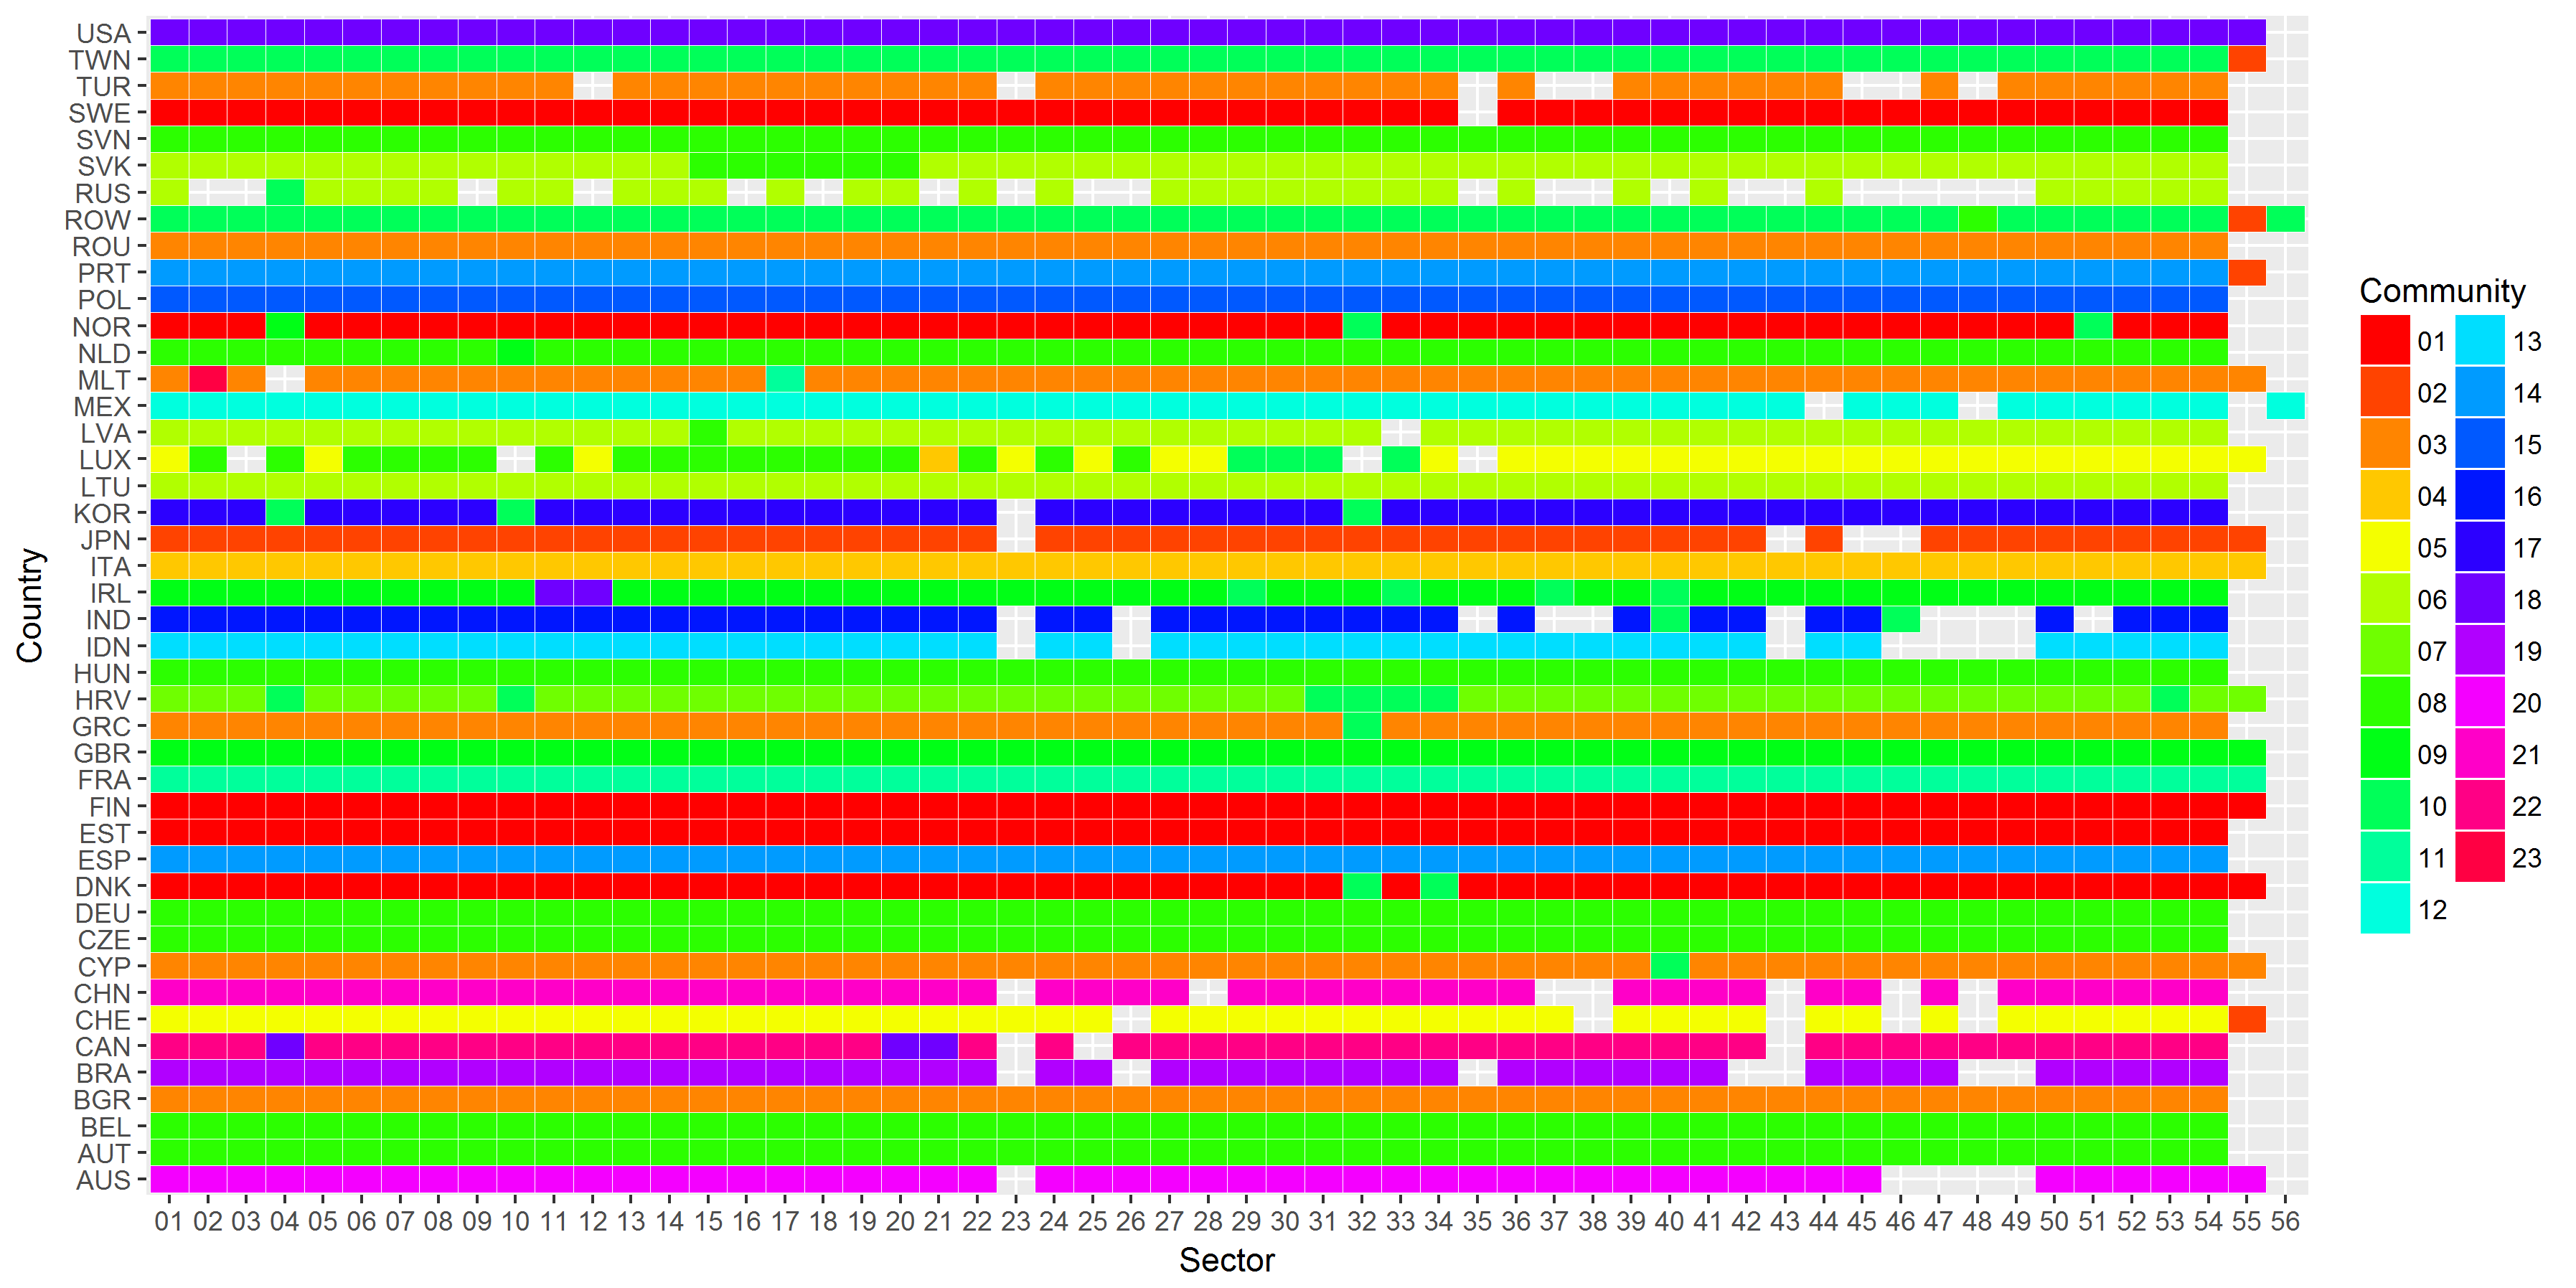 USA
TWN
TUR
SWE
SVN
SVK
RUS
ROW
ROU
PRT
POL
NOR
NLD
MLT
MEX
LVA
LUX
LTU
KOR
JPN
ITA
IRL
IND
IDN
HUN
HRV
GRC
GBR
FRA
FIN
EST
ESP
DNK
DEU
CZE
CYP
CHN
CHE
CAN
BRA
BGR
BEL
AUT
AUS
Country
01 02 03 04 05 06 07 08 09 10 11 12 13 14 15 16 17 18 19 20 21 22 23 24 25 26 27 28 29 30 31 32 33 34 35 36 37 38 39 40 41 42 43 44 45 46 47 48 49 50 51 52 53 54 55 56
Sector
Community
01 13
02 14
03 15
04 16
05 17
06 18
07 19
08 20
09 21
10 22
11 23
12